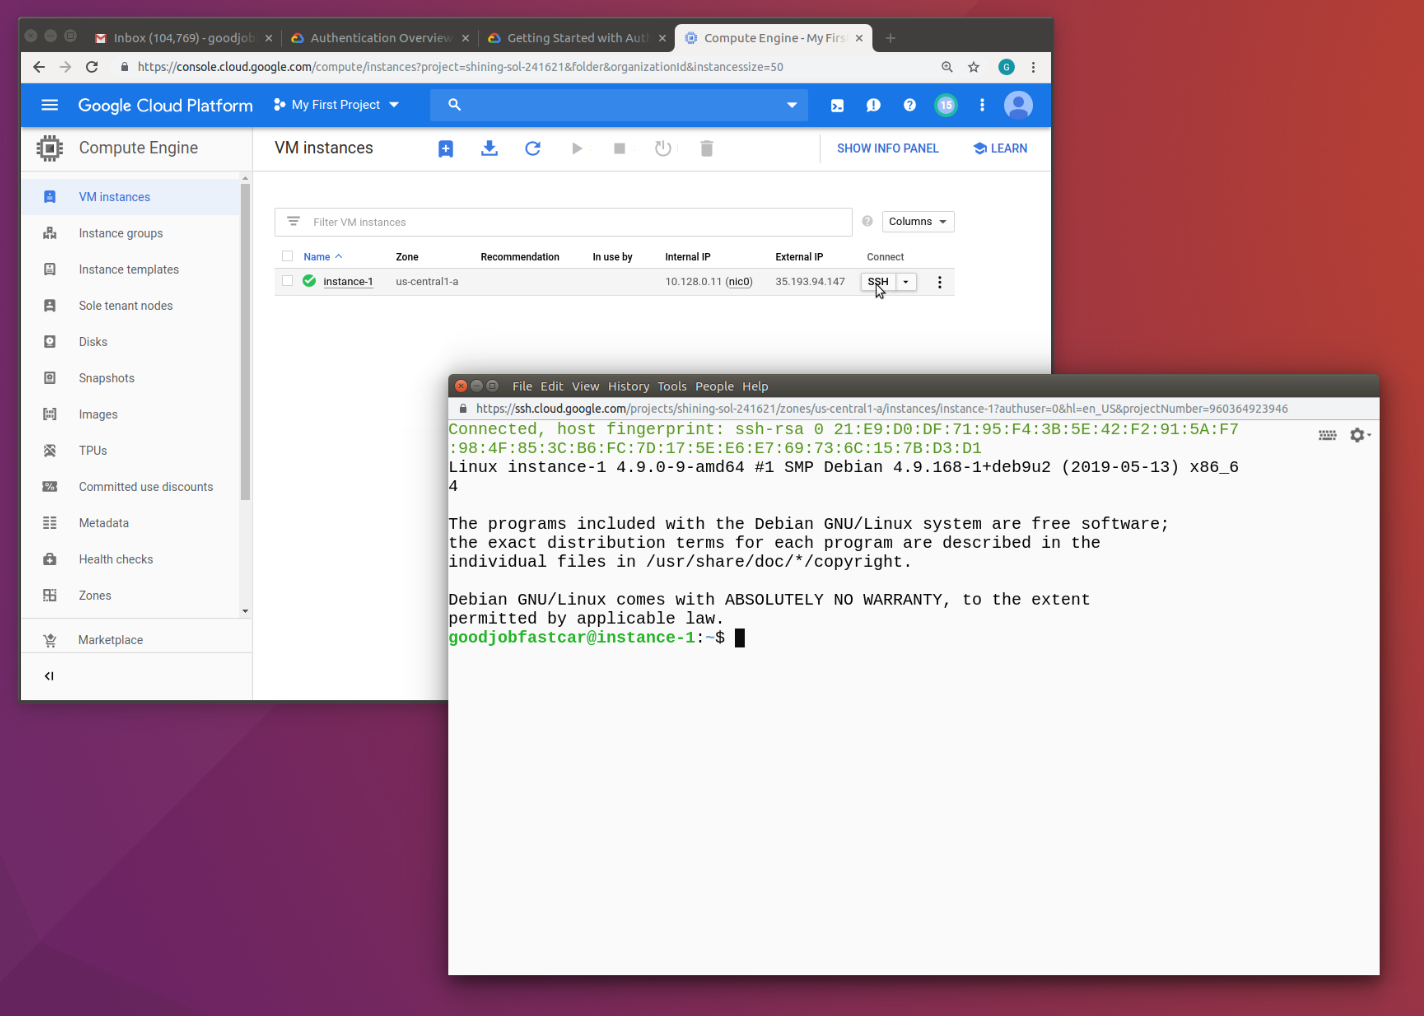 Inbox (104,769) - goodjob
Authentication Overview
Getting Started with Aut
Compute Engine - My Firs
https://console.cloud.google.com/compute/instances?project=shining-sol-241621&folder&organizationId&instancessize=50
G
Google Cloud Platform
My First Project
15
Compute Engine
VM instances
SHOW INFO PANEL
LEARN
VM instances
Instance groups
Instance templates
Sole tenant nodes
Disks
Snapshots
Images
TPUs
Committed use discounts
Metadata
Health checks
Zones
Marketplace
Filter VM instances
Columns
Name Zone Recommendation In use by Internal IP External IP Connect
instance-1 us-central1-a 10.128.0.11 (nic0) 35.193.94.147 SSH
File Edit View History Tools People Help
https://ssh.cloud.google.com/projects/shining-sol-241621/zones/us-central1-a/instances/instance-1?authuser=0&hl=en_US&projectNumber=960364923946
Connected, host fingerprint: ssh-rsa 0 21:E9:D0:DF:71:95:F4:3B:5E:42:F2:91:5A:F7
:98:4F:85:3C:B6:FC:7D:17:5E:E6:E7:69:73:6C:15:7B:D3:D1
Linux instance-1 4.9.0-9-amd64 #1 SMP Debian 4.9.168-1+deb9u2 (2019-05-13) x86_6
4
The programs included with the Debian GNU/Linux system are free software;
the exact distribution terms for each program are described in the
individual files in /usr/share/doc/*/copyright.
Debian GNU/Linux comes with ABSOLUTELY NO WARRANTY, to the extent
permitted by applicable law.
goodjobfastcar@instance-1:~$